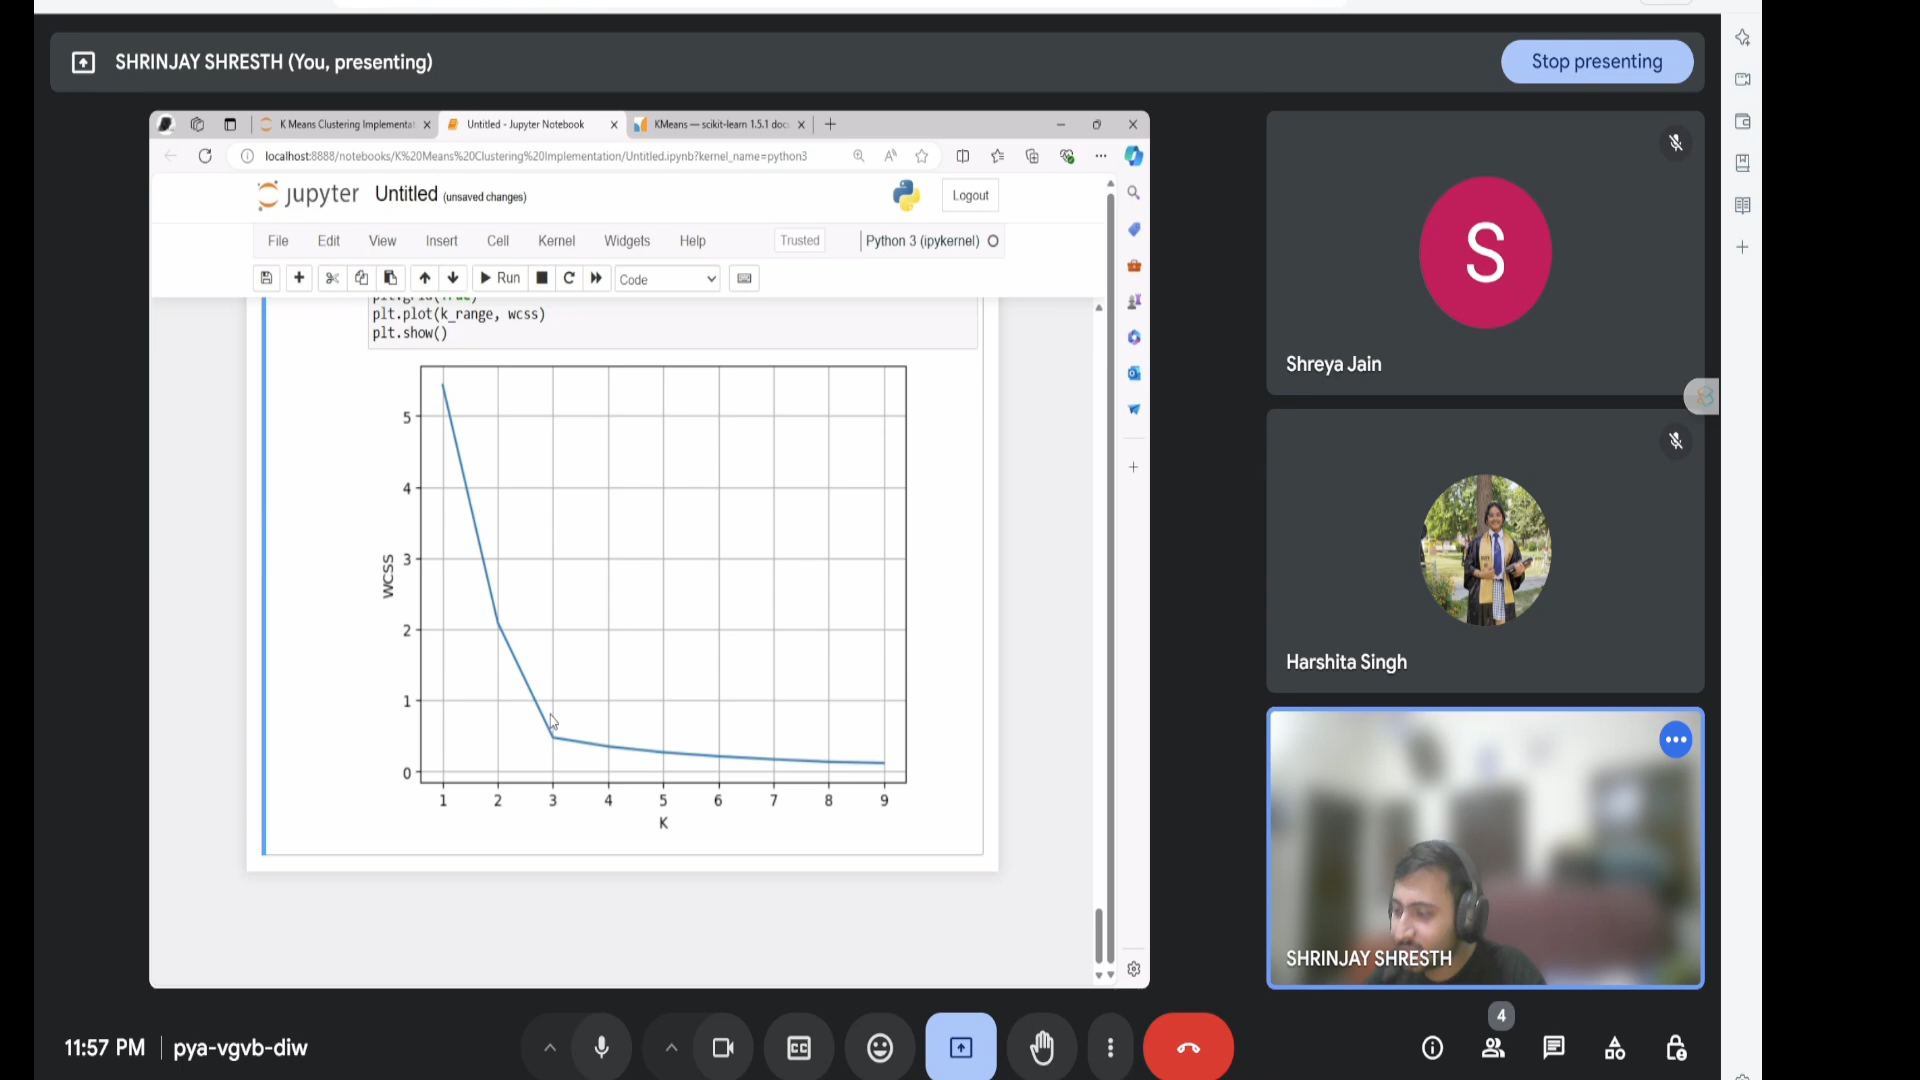 SHRINJAY SHRESTH (You, presenting)
Stop presenting
K Means Clustering Implementat
Untitled - Jupyter Notebook
KMeans — scikit-learn 1.5.1 doc
localhost:8888/notebooks/K%20Means%20Clustering%20Implementation/Untitled.ipynb?kernel_name=python3
jupyter Untitled (unsaved changes)
Logout
File Edit View Insert Cell Kernel Widgets Help
Trusted
Python 3 (ipykernel)
Run
Code
plt.grid(True)
plt.plot(k_range, wcss)
plt.show()
5
4
3
2
1
0
WCSS
1 2 3 4 5 6 7 8 9
K
S
Shreya Jain
Harshita Singh
SHRINJAY SHRESTH
11:57 PM | pya-vgvb-diw
CC
4